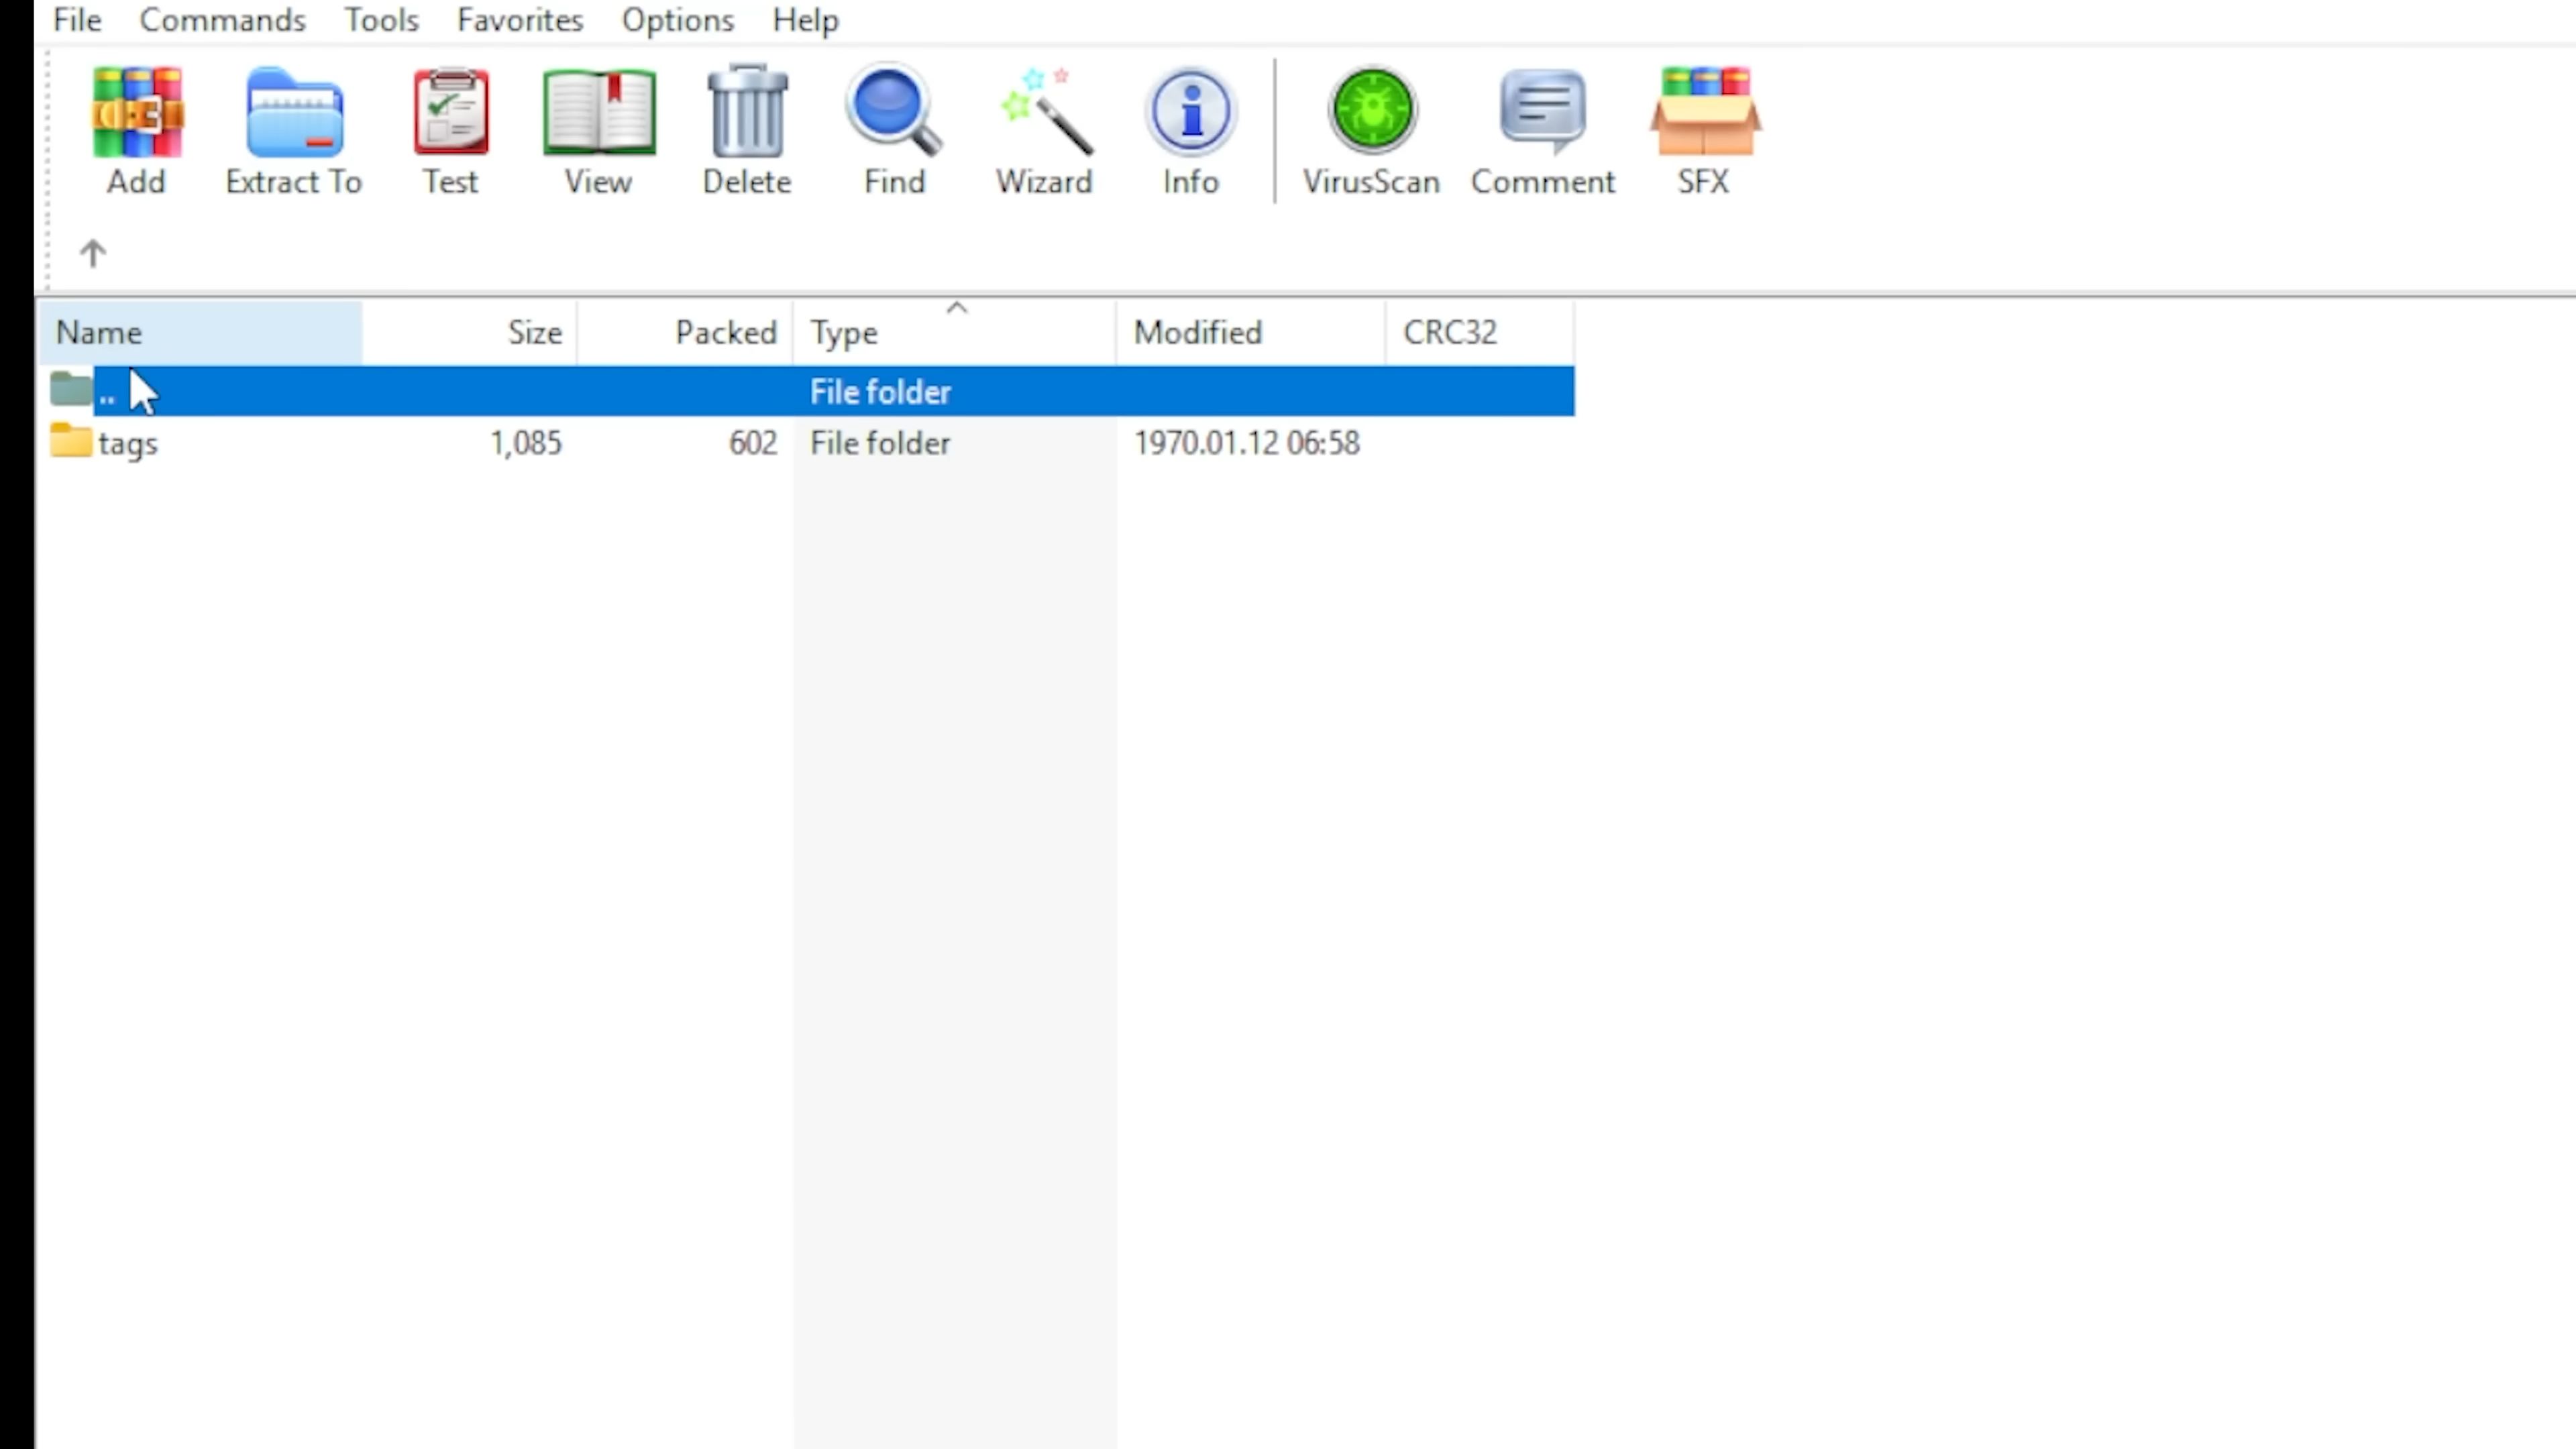 File Commands Tools Favorites Options Help
Add Extract To Test View Delete Find Wizard Info VirusScan Comment SFX
Name Size Packed Type Modified CRC32
.. File folder
tags 1,085 602 File folder 1970.01.12 06:58